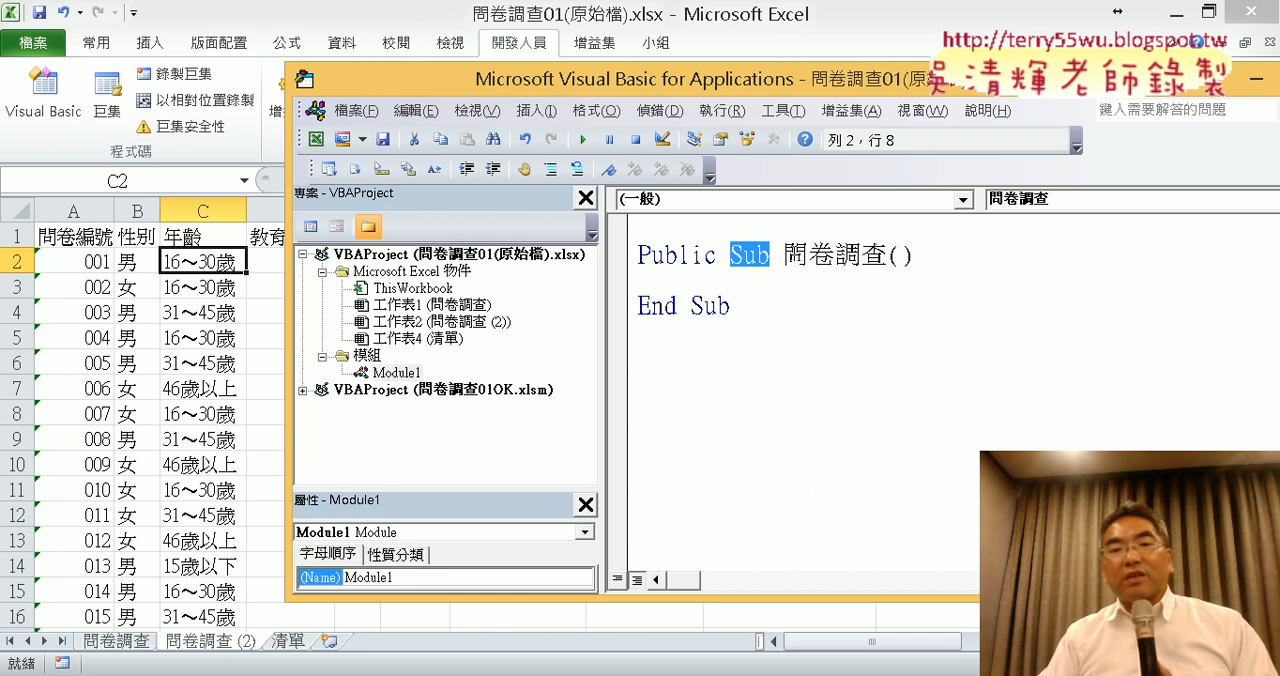 問卷調查01(原始檔).xlsx - Microsoft Excel
檔案 常用 插入 版面配置 公式 資料 校閱 檢視 開發人員 增益集 小組
http://terry55wu.blogspot.tw
吳清輝老師錄製
Visual Basic 巨集 錄製巨集
以相對位置錄製
巨集安全性
程式碼
Microsoft Visual Basic for Applications - 問卷調查01(原
檔案(F) 編輯(E) 檢視(V) 插入(I) 格式(O) 偵錯(D) 執行(R) 工具(T) 增益集(A) 視窗(W) 說明(H) 鍵入需要解答的問題
列 2，行 8
專案 - VBAProject
VBAProject (問卷調查01(原始檔).xlsx)
Microsoft Excel 物件
ThisWorkbook
工作表1 (問卷調查)
工作表2 (問卷調查 (2))
工作表4 (清單)
模組
Module1
VBAProject (問卷調查01OK.xlsm)
屬性 - Module1
Module1 Module
字母順序 性質分類
(Name) Module1
(一般) 問卷調查
Public Sub 問卷調查()
End Sub
C2
A B C
1 問卷編號 性別 年齡 教育
2 001 男 16～30歲
3 002 女 16～30歲
4 003 男 31～45歲
5 004 男 16～30歲
6 005 男 31～45歲
7 006 女 46歲以上
8 007 女 16～30歲
9 008 男 31～45歲
10 009 女 46歲以上
11 010 女 16～30歲
12 011 女 31～45歲
13 012 女 46歲以上
14 013 男 15歲以下
15 014 男 16～30歲
16 015 男 31～45歲
問卷調查 問卷調查 (2) 清單
就緒